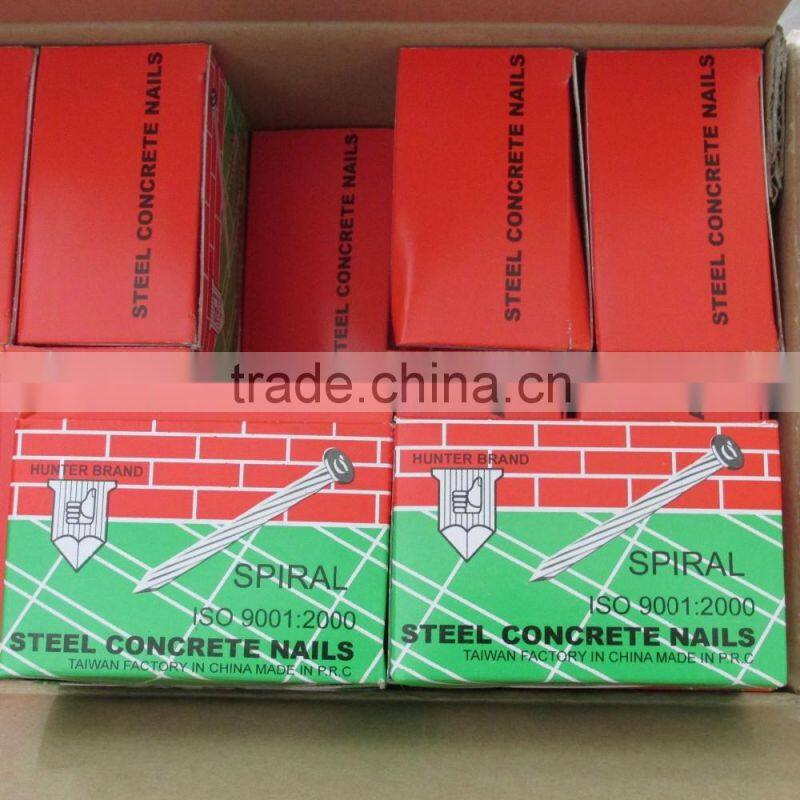 STEEL CONCRETE NAILS
STEEL CONCRETE NAILS
STEEL CONCRETE NAILS
STEEL CONCRETE NAILS
trade.china.cn
HUNTER BRAND
SPIRAL
ISO 9001:2000
STEEL CONCRETE NAILS
TAIWAN FACTORY IN CHINA MADE IN P.R.C
HUNTER BRAND
SPIRAL
ISO 9001:2000
STEEL CONCRETE NAILS
TAIWAN FACTORY IN CHINA MADE IN P.R.C